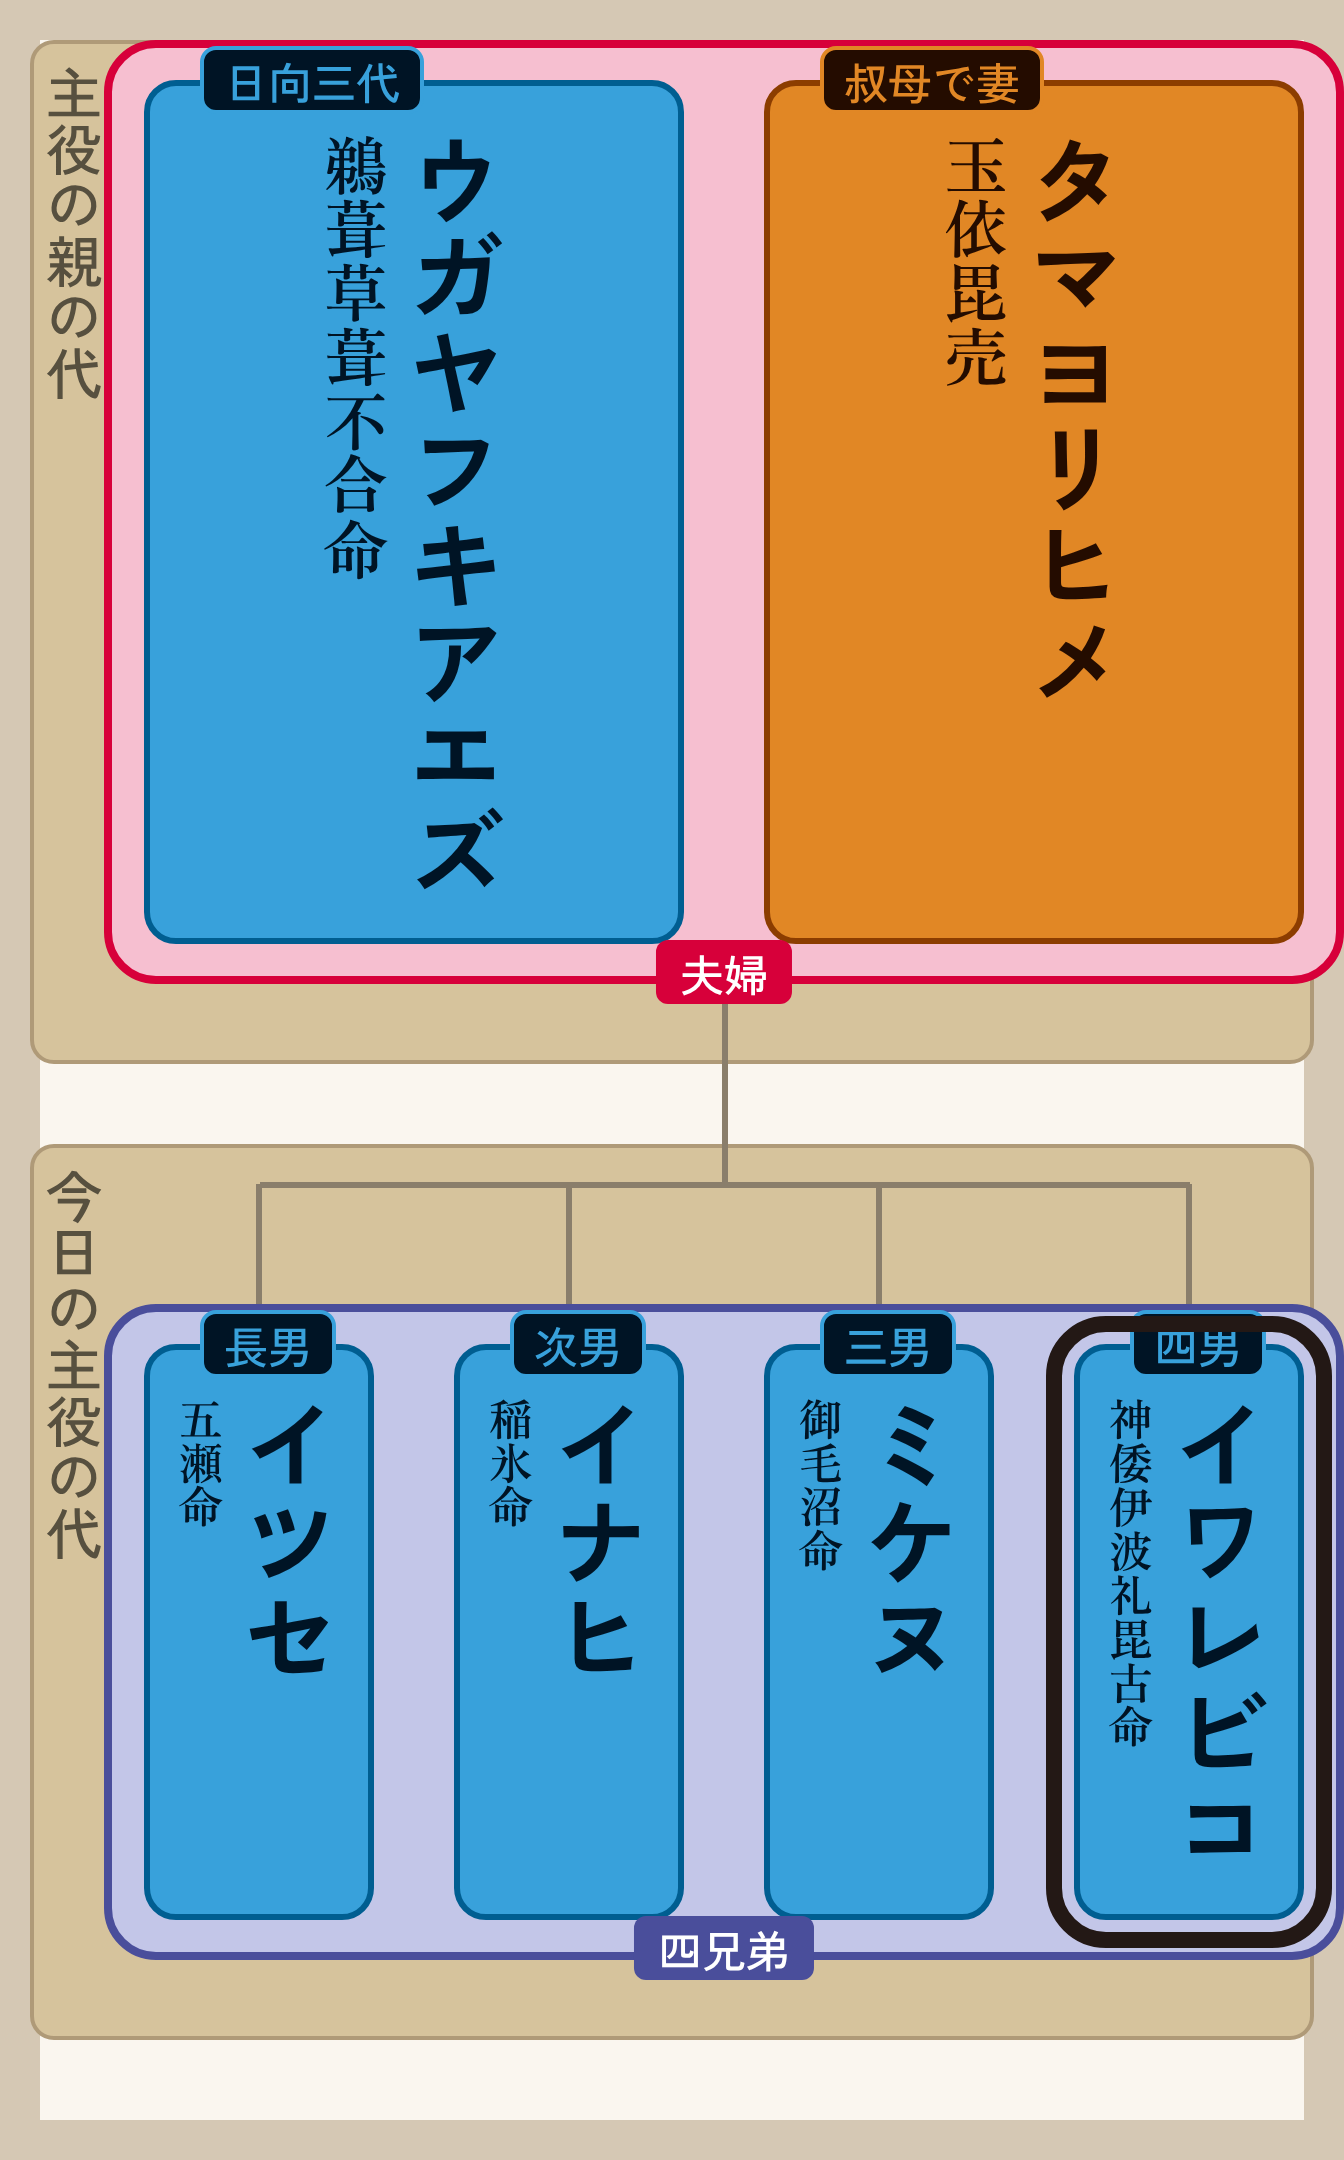 主役の親の代
日向三代
ウガヤフキアエズ
鵜葺草葺不合命
叔母で妻
タマヨリヒメ
玉依毘売
夫婦
今日の主役の代
長男
イツセ
五瀬命
次男
イナヒ
稲氷命
三男
ミケヌ
御毛沼命
四男
イワレビコ
神倭伊波礼毘古命
四兄弟